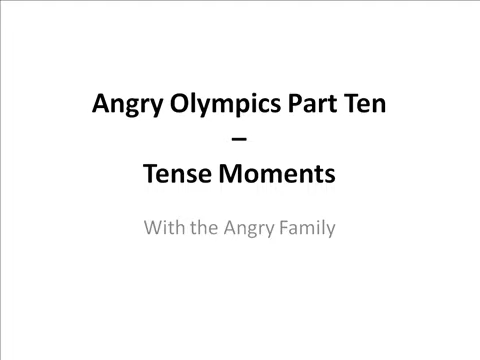 Angry Olympics Part Ten
–
Tense Moments
With the Angry Family